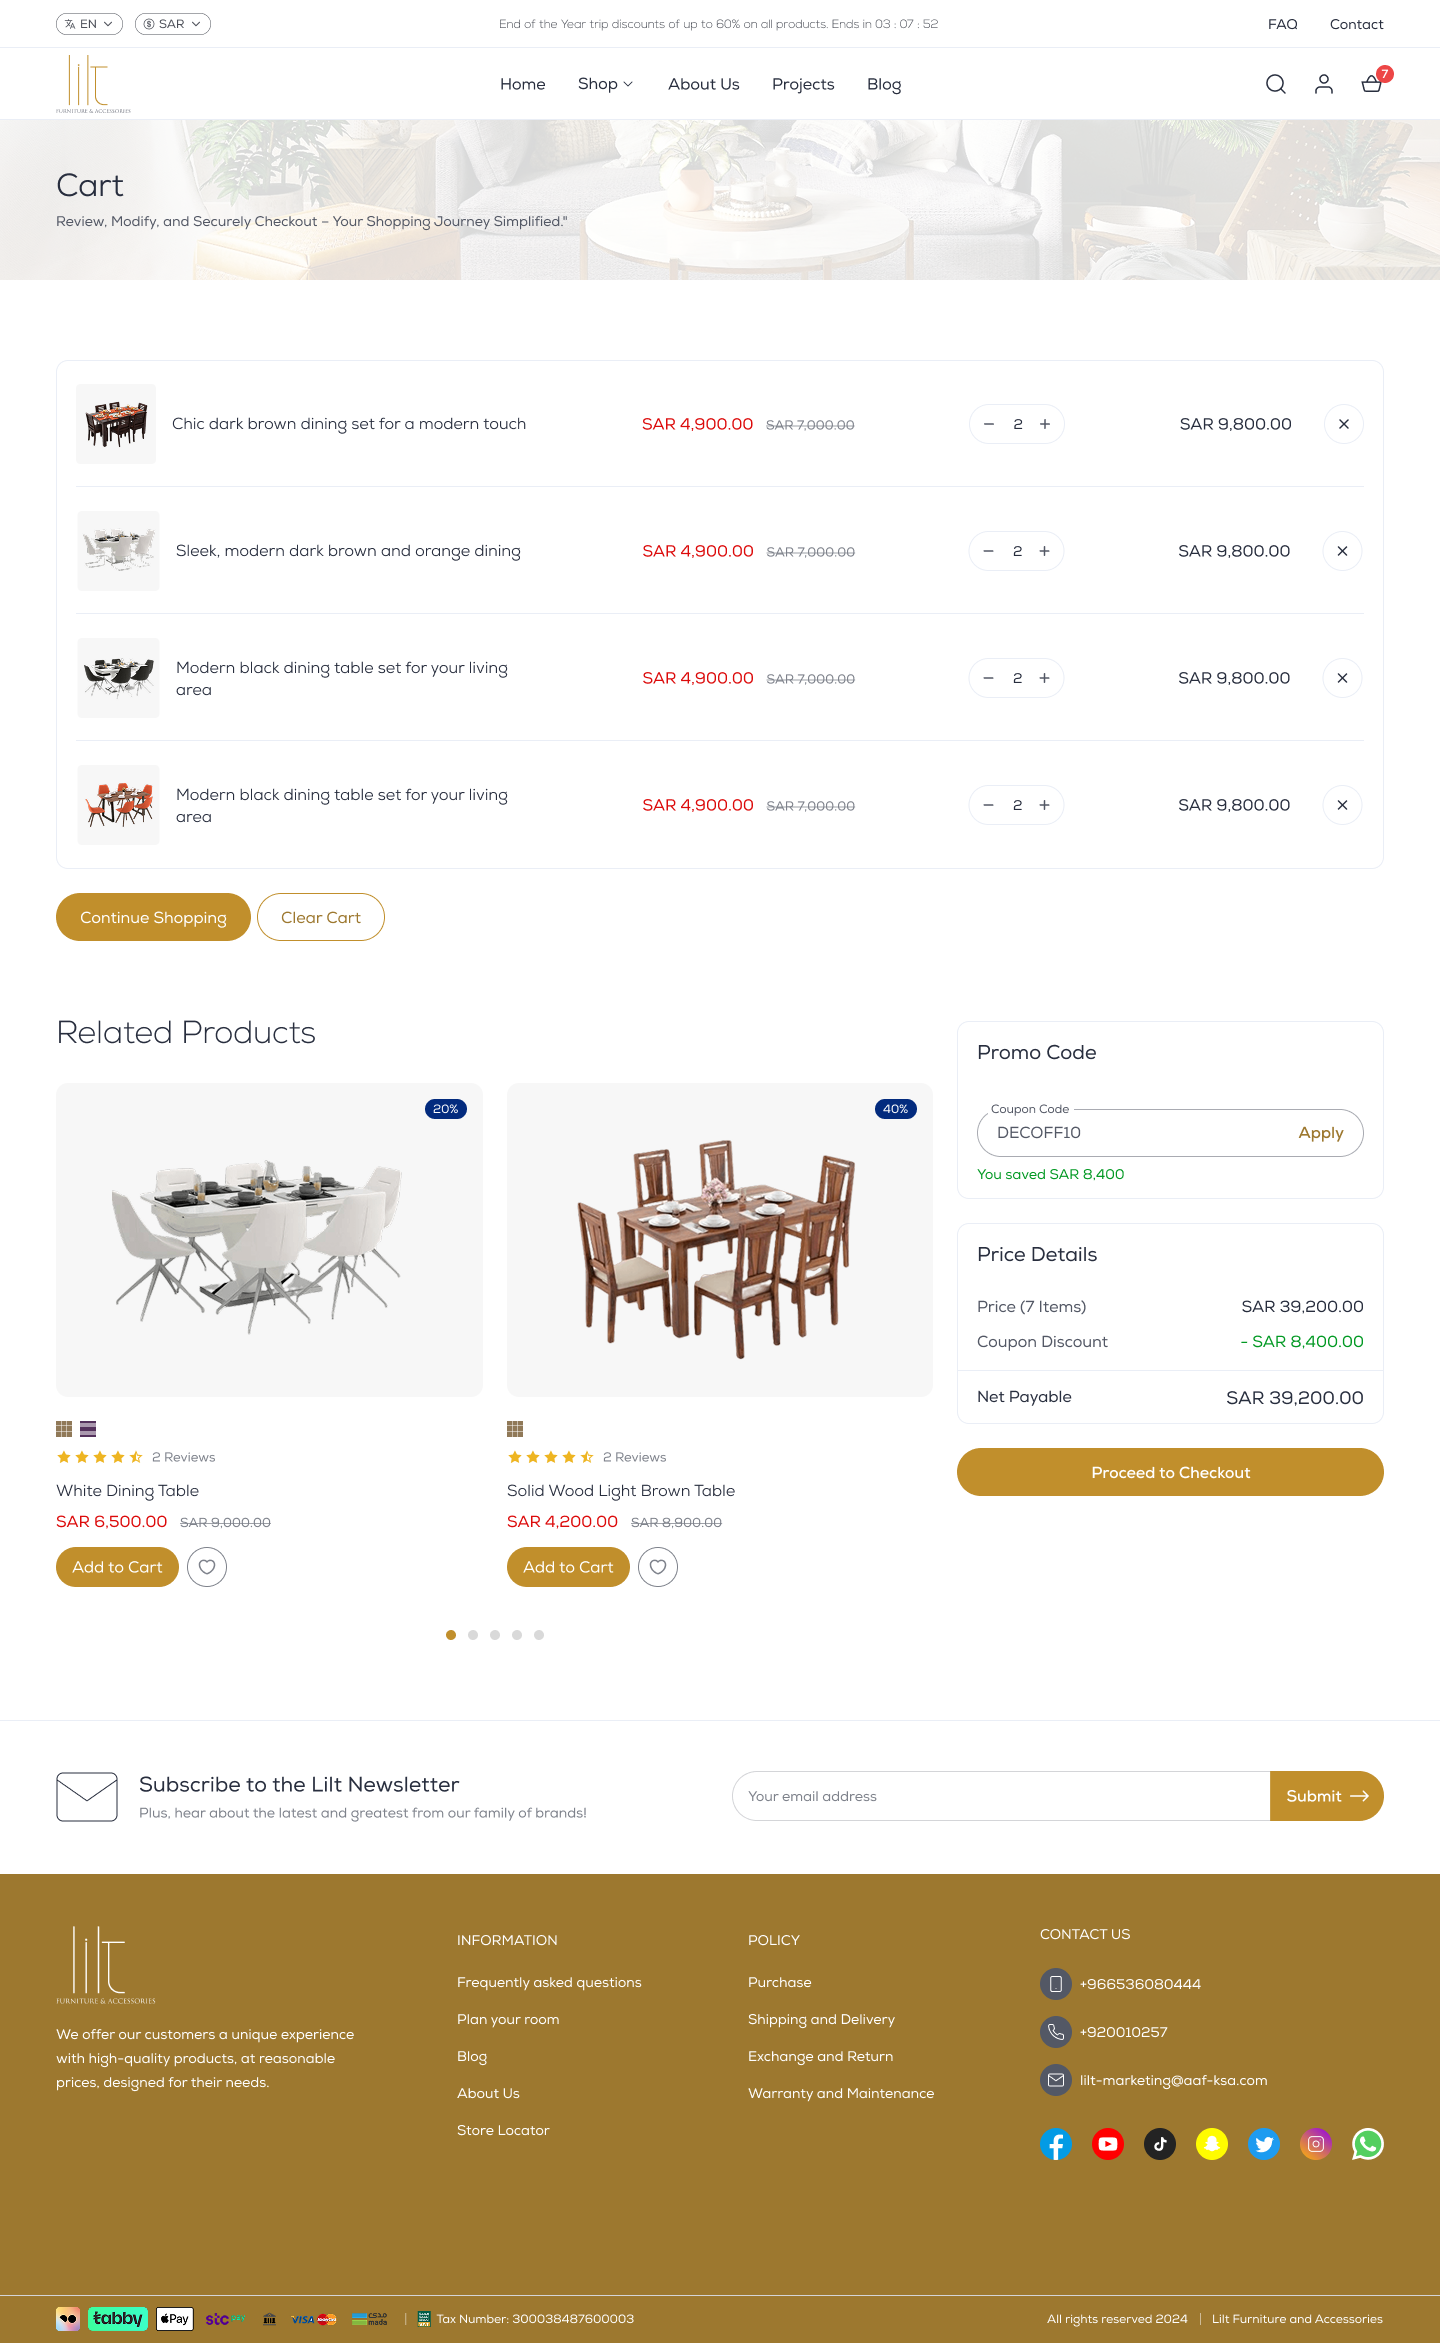 EN
SAR
End of the Year trip discounts of up to 60% on all products. Ends in 03 : 07 : 52
FAQ
Contact
lilt
FURNITURE & ACCESSORIES
Home
Shop
About Us
Projects
Blog
7
Cart
Review, Modify, and Securely Checkout – Your Shopping Journey Simplified."
Chic dark brown dining set for a modern touch
SAR 4,900.00
SAR 7,000.00
2
SAR 9,800.00
Sleek, modern dark brown and orange dining
SAR 4,900.00
SAR 7,000.00
2
SAR 9,800.00
Modern black dining table set for your living
area
SAR 4,900.00
SAR 7,000.00
2
SAR 9,800.00
Modern black dining table set for your living
area
SAR 4,900.00
SAR 7,000.00
2
SAR 9,800.00
Continue Shopping
Clear Cart
Related Products
20%
2 Reviews
White Dining Table
SAR 6,500.00
SAR 9,000.00
Add to Cart
40%
2 Reviews
Solid Wood Light Brown Table
SAR 4,200.00
SAR 8,900.00
Add to Cart
Promo Code
Coupon Code
DECOFF10
Apply
You saved SAR 8,400
Price Details
Price (7 Items)
SAR 39,200.00
Coupon Discount
- SAR 8,400.00
Net Payable
SAR 39,200.00
Proceed to Checkout
Subscribe to the Lilt Newsletter
Plus, hear about the latest and greatest from our family of brands!
Your email address
Submit
lilt
FURNITURE & ACCESSORIES
We offer our customers a unique experience
with high-quality products, at reasonable
prices, designed for their needs.
INFORMATION
Frequently asked questions
Plan your room
Blog
About Us
Store Locator
POLICY
Purchase
Shipping and Delivery
Exchange and Return
Warranty and Maintenance
CONTACT US
+966536080444
+920010257
lilt-marketing@aaf-ksa.com
tabby
Pay
stc pay
VISA
mada
Tax Number: 300038487600003
All rights reserved 2024
Lilt Furniture and Accessories